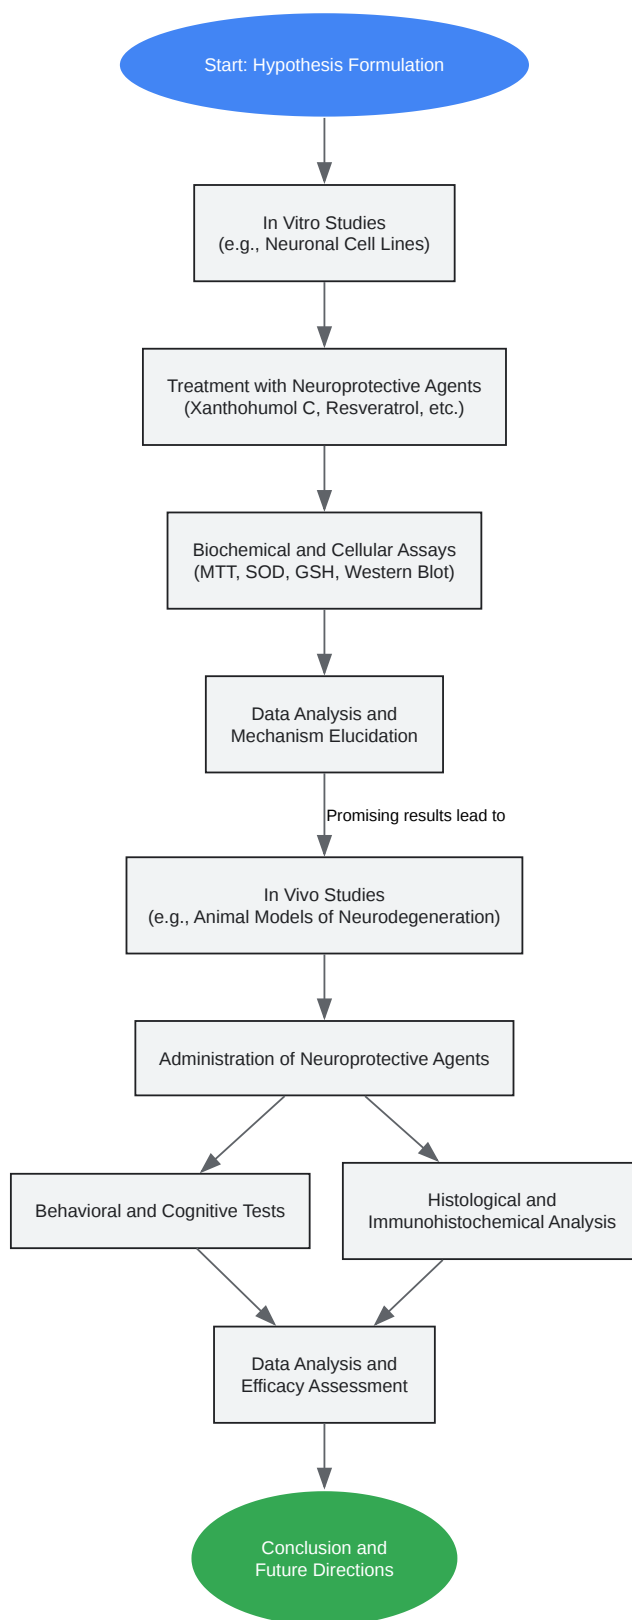 Start: Hypothesis Formulation
In Vitro Studies
(e.g., Neuronal Cell Lines)
Treatment with Neuroprotective Agents
(Xanthohumol C, Resveratrol, etc.)
Biochemical and Cellular Assays
(MTT, SOD, GSH, Western Blot)
Data Analysis and
Mechanism Elucidation
Promising results lead to
In Vivo Studies
(e.g., Animal Models of Neurodegeneration)
Administration of Neuroprotective Agents
Behavioral and Cognitive Tests
Histological and
Immunohistochemical Analysis
Data Analysis and
Efficacy Assessment
Conclusion and
Future Directions